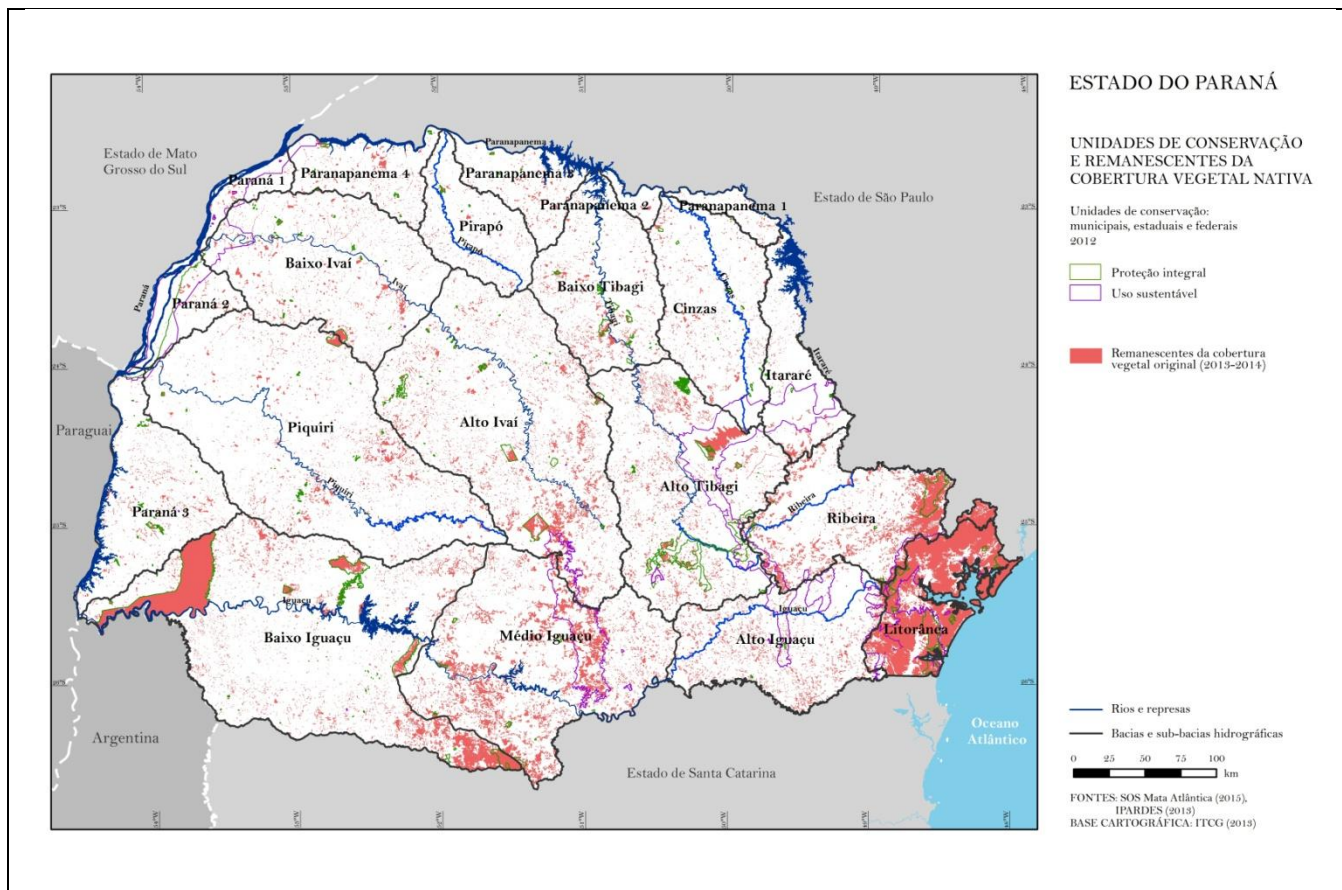 ESTADO DO PARANÁ
UNIDADES DE CONSERVAÇÃO
E REMANESCENTES DA
COBERTURA VEGETAL NATIVA
Unidades de conservação:
municipais, estaduais e federais
2012
Proteção integral
Uso sustentável
Remanescentes da cobertura
vegetal original (2013-2014)
Estado de Mato
Grosso do Sul
Paranapanema
Paraná 1
Paranapanema 4
Paranapanema 3
Paranapanema 2
Paranapanema 1
Estado de São Paulo
Pirapó
Pirapó
Baixo Ivaí
Ivaí
Paraná
Paraná 2
Baixo Tibagi
Cinzas
Itararé
Itararé
Paraguai
Piquiri
Alto Ivaí
Piquiri
Alto Tibagi
Ribeira
Ribeira
Paraná 3
Iguaçu
Baixo Iguaçu
Médio Iguaçu
Iguaçu
Alto Iguaçu
Litorânea
Argentina
Estado de Santa Catarina
Oceano
Atlântico
Rios e represas
Bacias e sub-bacias hidrográficas
0 25 50 75 100
km
FONTES: SOS Mata Atlântica (2015),
IPARDES (2013)
BASE CARTOGRÁFICA: ITCG (2013)